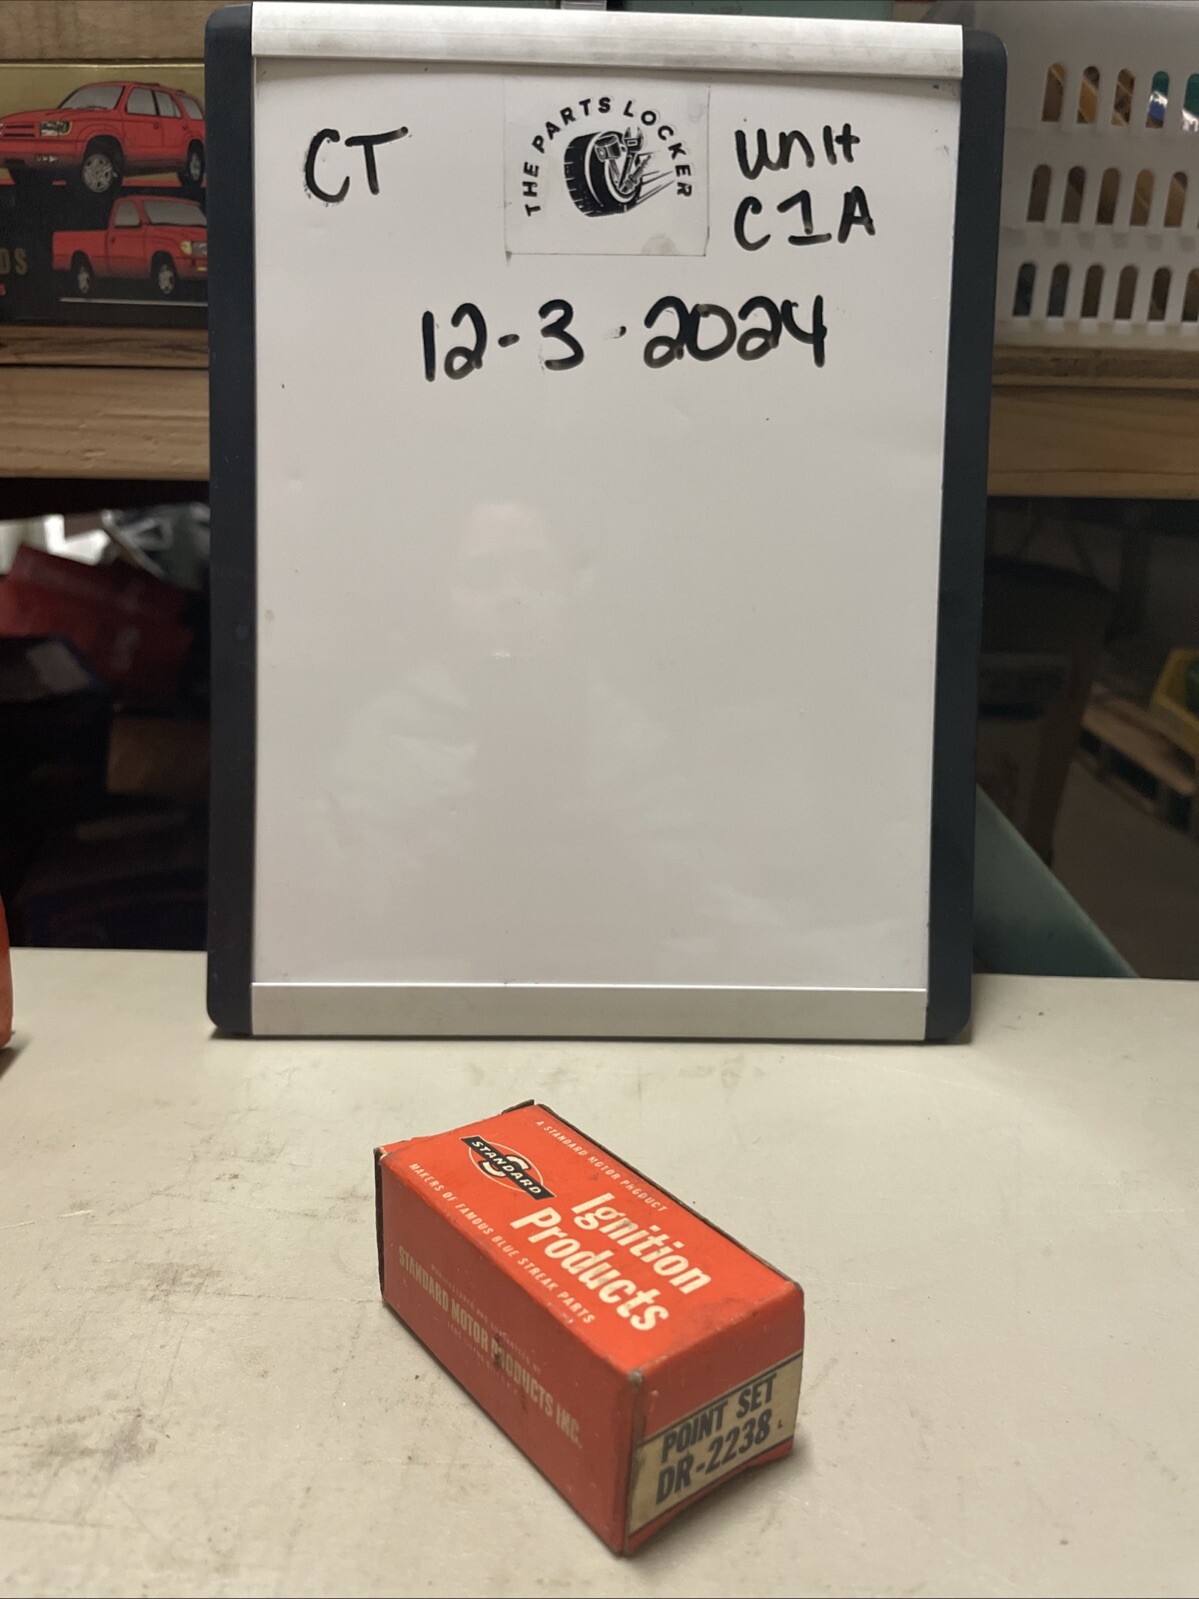 CT
THE PARTS LOCKER
Unit
C1A
12-3-2024
DS
A STANDARD MOTOR PRODUCT
STANDARD
Ignition
Products
MAKERS OF FAMOUS BLUE STREAK PARTS
STANDARD MOTOR PRODUCTS INC.
POINT SET
DR-2238